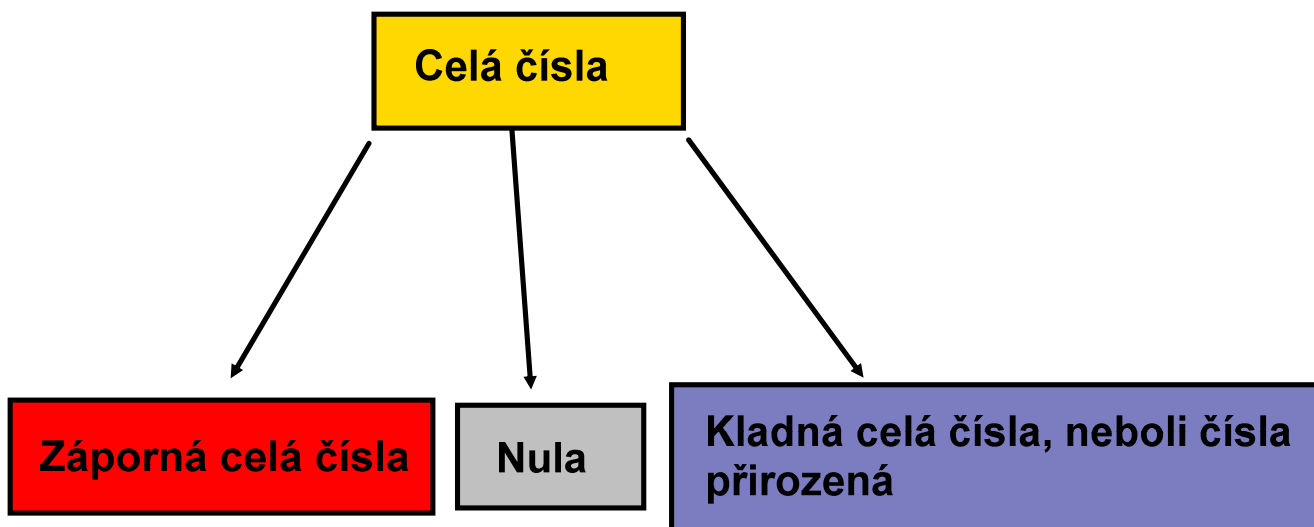 Celá čísla
Záporná celá čísla
Nula
Kladná celá čísla, neboli čísla
přirozená